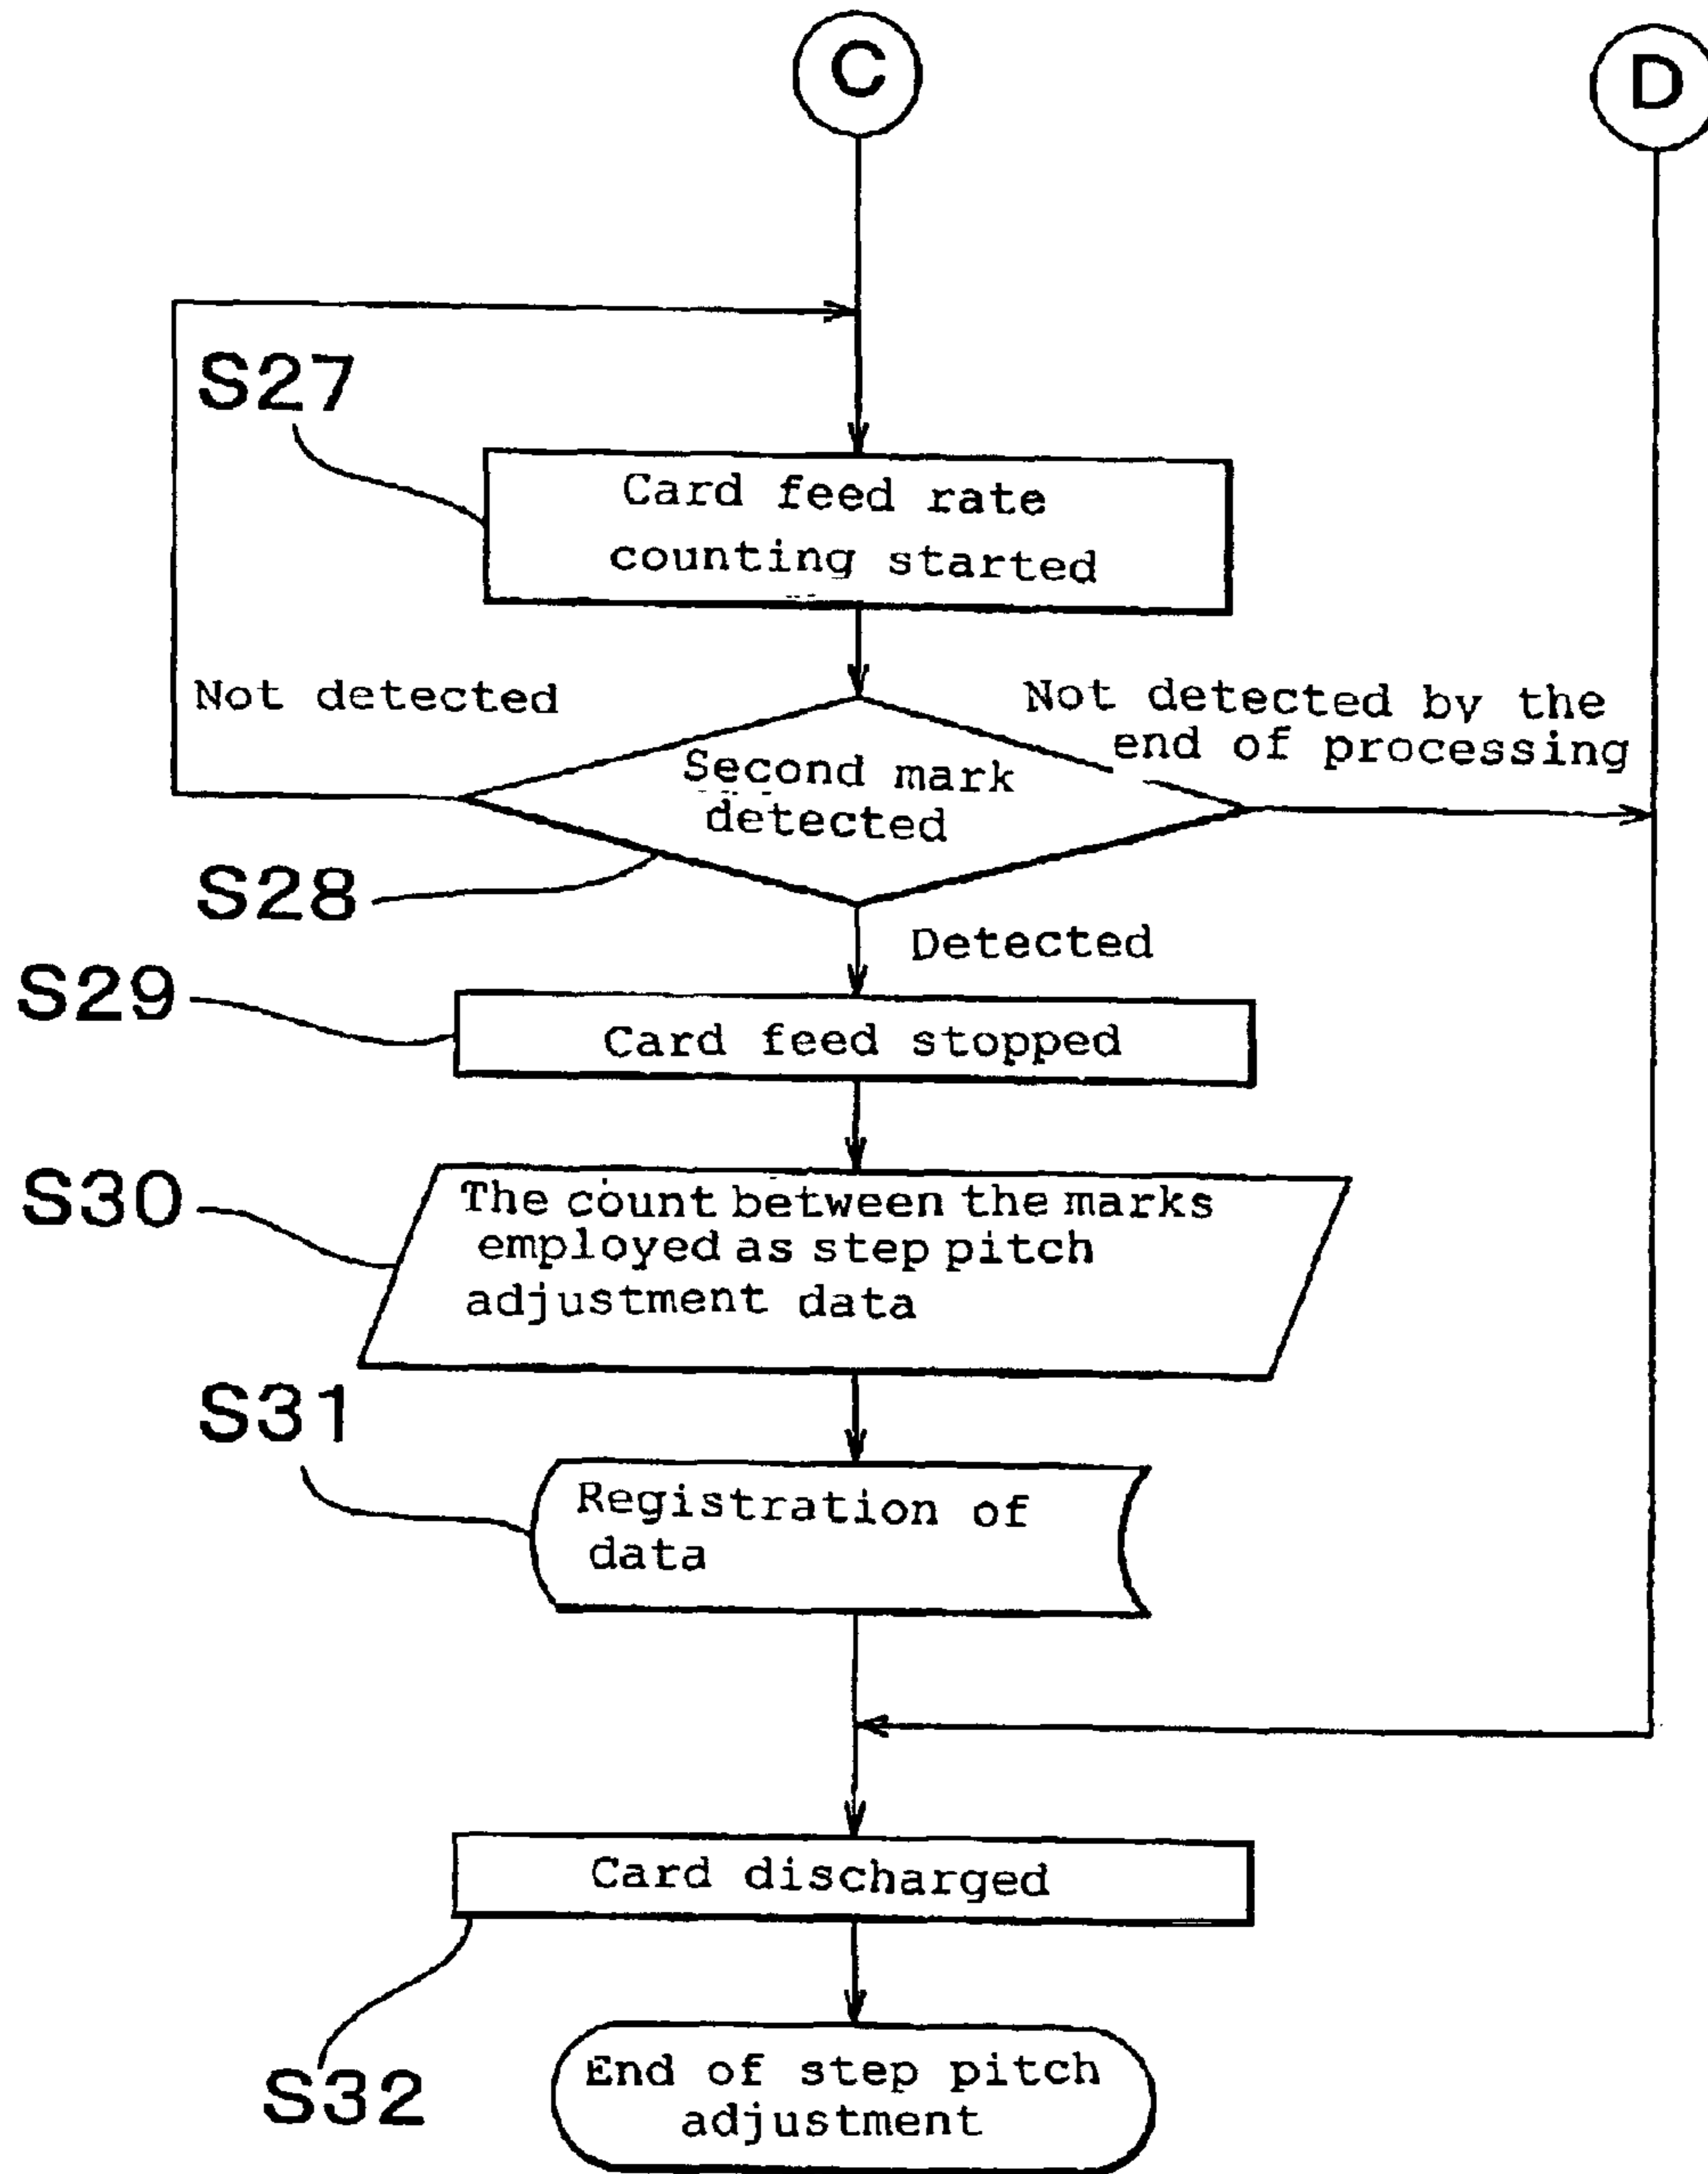 C
D
S27
Card feed rate
counting started
Not detected
Not detected by the
end of processing
Second mark
detected
S28
Detected
S29
Card feed stopped
S30
The count between the marks
employed as step pitch
adjustment data
S31
Registration of
data
Card discharged
S32
End of step pitch
adjustment